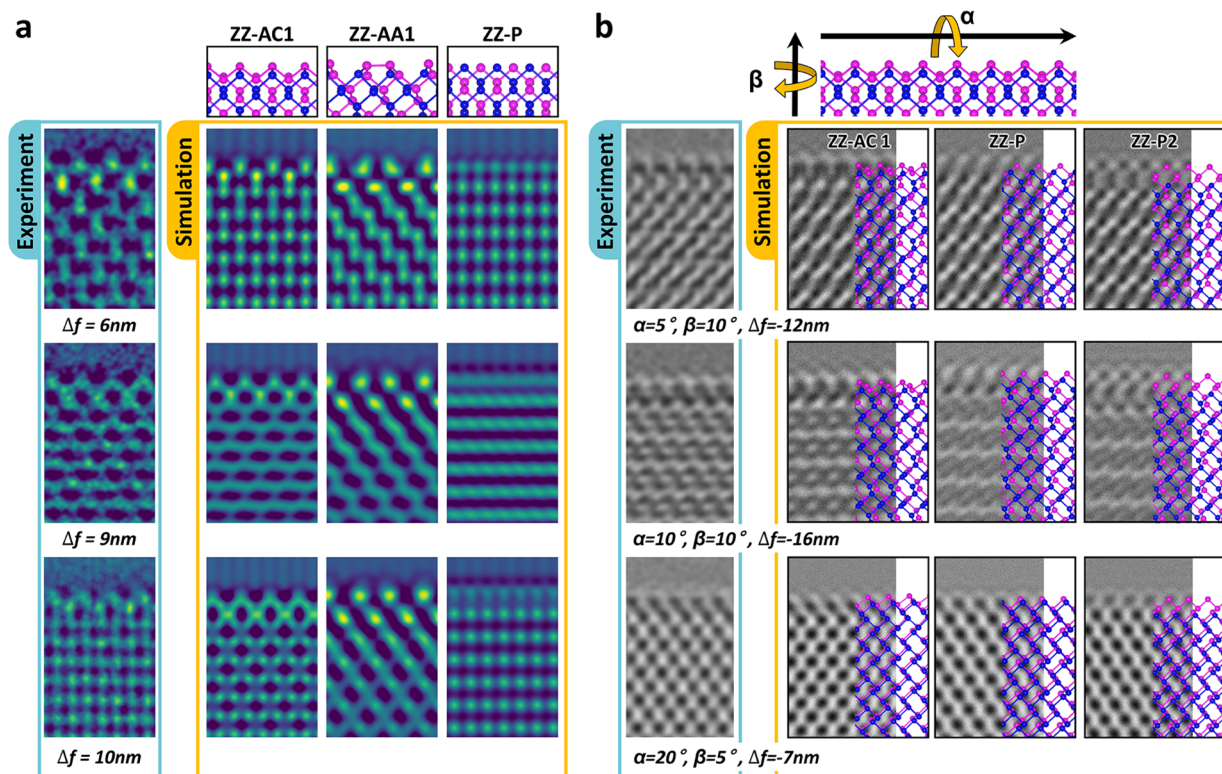 a
ZZ-AC1
ZZ-AA1
ZZ-P
Experiment
Simulation
Δf = 6nm
Δf = 9nm
Δf = 10nm
b
α
β
Experiment
Simulation
ZZ-AC 1
ZZ-P
ZZ-P2
α=5°, β=10°, Δf=-12nm
α=10°, β=10°, Δf=-16nm
α=20°, β=5°, Δf=-7nm